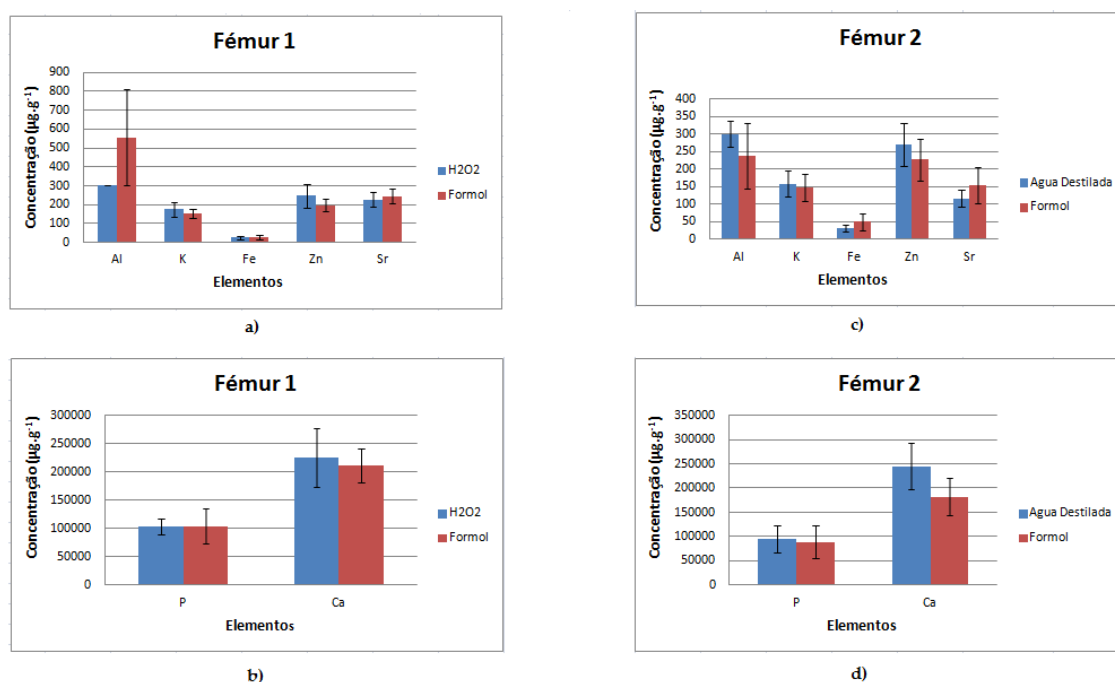 Fémur 1
Concentração (µg.g⁻¹)
900
800
700
600
500
400
300
200
100
0
Al K Fe Zn Sr
Elementos
H2O2
Formol
a)
Fémur 2
Concentração (µg.g⁻¹)
400
350
300
250
200
150
100
50
0
Al K Fe Zn Sr
Elementos
Agua Destilada
Formol
c)
Fémur 1
Concentração (µg.g⁻¹)
300000
250000
200000
150000
100000
50000
0
P Ca
Elementos
H2O2
Formol
b)
Fémur 2
Concentração (µg.g⁻¹)
350000
300000
250000
200000
150000
100000
50000
0
P Ca
Elementos
Agua Destilada
Formol
d)